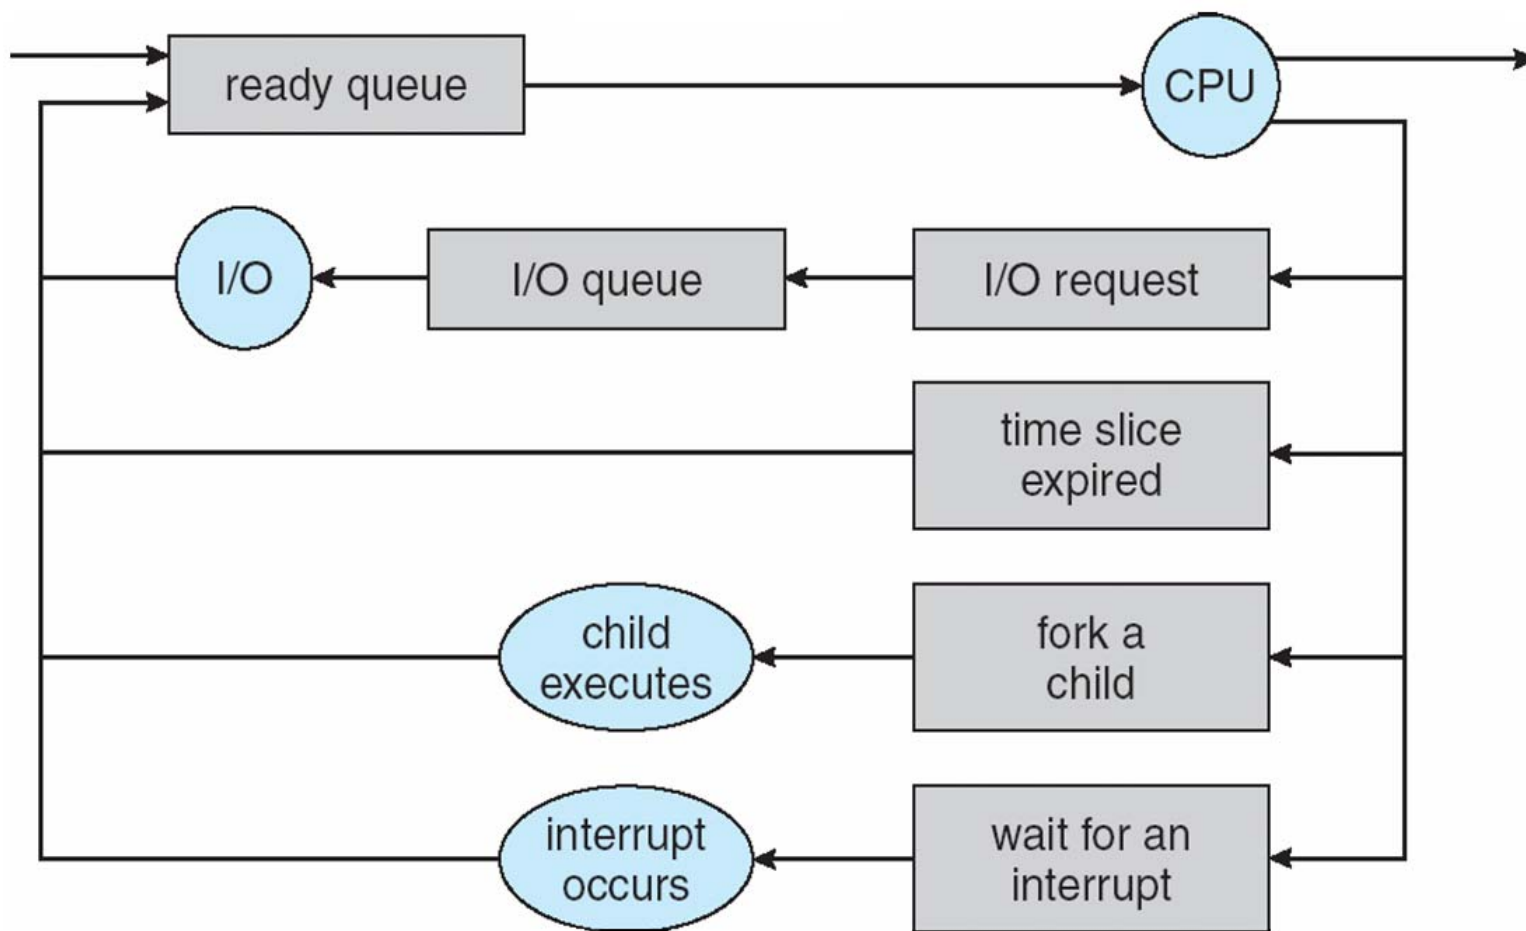 ready queue
CPU
I/O
I/O queue
I/O request
time slice
expired
child
executes
fork a
child
interrupt
occurs
wait for an
interrupt